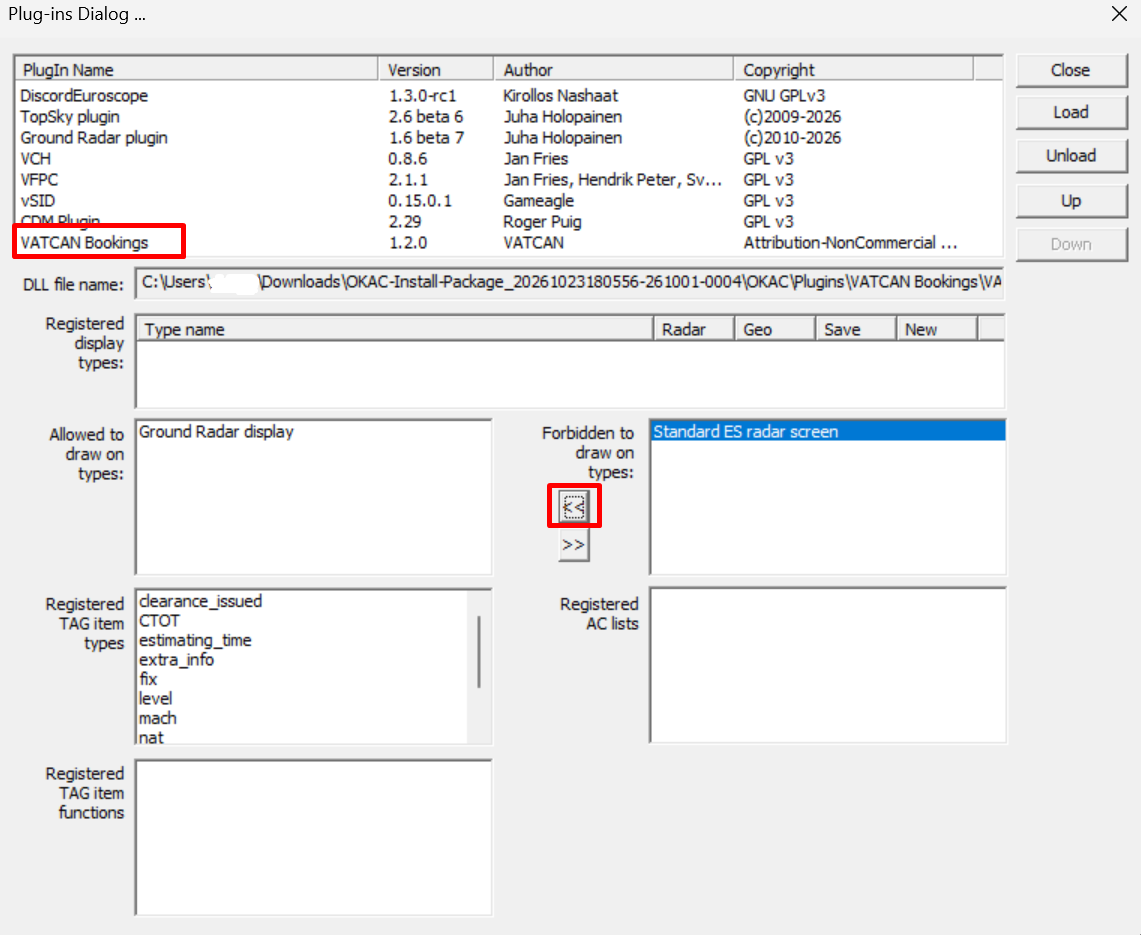 Plug-ins Dialog ...
PlugIn Name Version Author Copyright
DiscordEuroscope 1.3.0-rc1 Kirollos Nashaat GNU GPLv3
TopSky plugin 2.6 beta 6 Juha Holopainen (c)2009-2026
Ground Radar plugin 1.6 beta 7 Juha Holopainen (c)2010-2026
VCH 0.8.6 Jan Fries GPL v3
VFPC 2.1.1 Jan Fries, Hendrik Peter, Sv... GPL v3
vSID 0.15.0.1 Gameagle GPL v3
CDM Plugin 2.29 Roger Puig GPL v3
VATCAN Bookings 1.2.0 VATCAN Attribution-NonCommercial ...
Close
Load
Unload
Up
Down
DLL file name: C:\Users\ \Downloads\OKAC-Install-Package_20261023180556-261001-0004\OKAC\Plugins\VATCAN Bookings\VA
Registered
display
types:
Type name Radar Geo Save New
Allowed to
draw on
types:
Ground Radar display
Forbidden to
draw on
types:
Standard ES radar screen
<<
>>
Registered
TAG item
types
clearance_issued
CTOT
estimating_time
extra_info
fix
level
mach
nat
Registered
AC lists
Registered
TAG item
functions